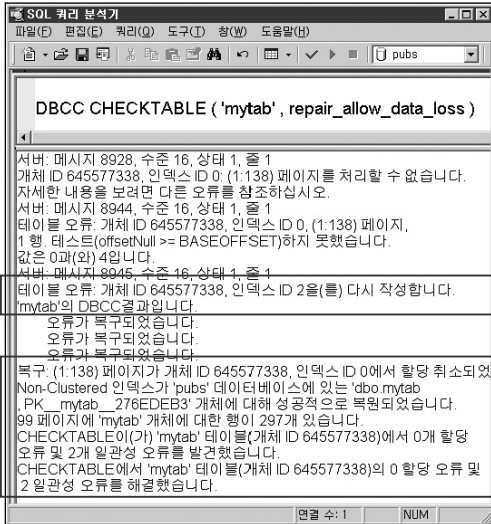 SQL 쿼리 분석기
파일(F) 편집(E) 쿼리(Q) 도구(T) 창(W) 도움말(H)
pubs
DBCC CHECKTABLE ( 'mytab' , repair_allow_data_loss )
서버: 메시지 8928, 수준 16, 상태 1, 줄 1
개체 ID 645577338, 인덱스 ID 0: (1:138) 페이지를 처리할 수 없습니다.
자세한 내용을 보려면 다른 오류를 참조하십시오.
서버: 메시지 8944, 수준 16, 상태 1, 줄 1
테이블 오류: 개체 ID 645577338, 인덱스 ID 0, (1:138) 페이지,
1 행. 테스트(offsetNull >= BASEOFFSET)하지 못했습니다.
값은 0과(와) 4입니다.
서버: 메시지 8945, 수준 16, 상태 1, 줄 1
테이블 오류: 개체 ID 645577338, 인덱스 ID 2을(를) 다시 작성합니다.
'mytab'의 DBCC결과입니다.
오류가 복구되었습니다.
오류가 복구되었습니다.
오류가 복구되었습니다.
복구: (1:138) 페이지가 개체 ID 645577338, 인덱스 ID 0에서 할당 취소되었
Non-Clustered 인덱스가 'pubs' 데이터베이스에 있는 'dbo.mytab
, PK__mytab__276EDEB3' 개체에 대해 성공적으로 복원되었습니다.
99 페이지에 'mytab' 개체에 대한 행이 297개 있습니다.
CHECKTABLE이(가) 'mytab' 테이블(개체 ID 645577338)에서 0개 할당
오류 및 2개 일관성 오류를 발견했습니다.
CHECKTABLE에서 'mytab' 테이블(개체 ID 645577338)의 0 할당 오류 및
2 일관성 오류를 해결했습니다.
연결 수: 1 NUM